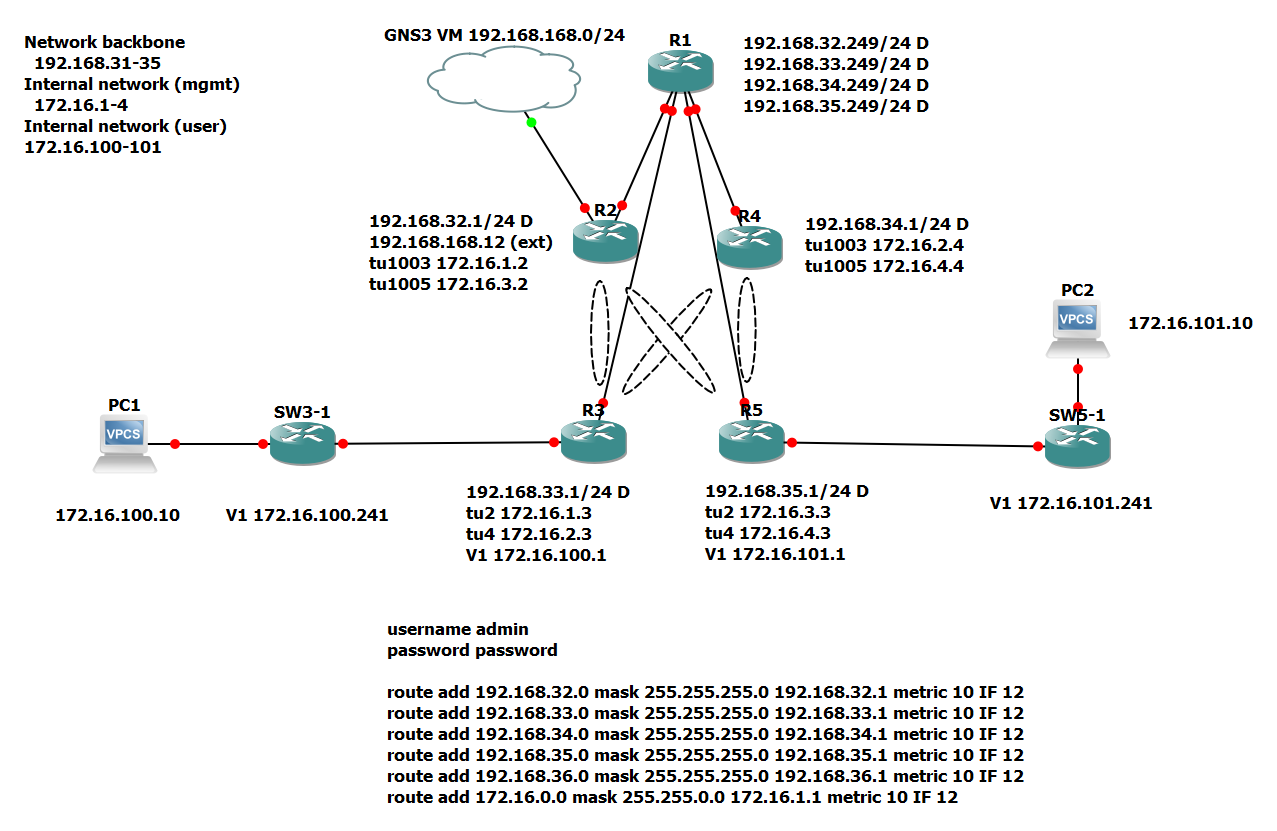 Network backbone
192.168.31-35
Internal network (mgmt)
172.16.1-4
Internal network (user)
172.16.100-101
GNS3 VM 192.168.168.0/24
R1
192.168.32.249/24 D
192.168.33.249/24 D
192.168.34.249/24 D
192.168.35.249/24 D
R2
192.168.32.1/24 D
192.168.168.12 (ext)
tu1003 172.16.1.2
tu1005 172.16.3.2
R4
192.168.34.1/24 D
tu1003 172.16.2.4
tu1005 172.16.4.4
PC2
VPCS
172.16.101.10
PC1
VPCS
172.16.100.10
SW3-1
V1 172.16.100.241
R3
192.168.33.1/24 D
tu2 172.16.1.3
tu4 172.16.2.3
V1 172.16.100.1
R5
192.168.35.1/24 D
tu2 172.16.3.3
tu4 172.16.4.3
V1 172.16.101.1
SW5-1
V1 172.16.101.241
username admin
password password
route add 192.168.32.0 mask 255.255.255.0 192.168.32.1 metric 10 IF 12
route add 192.168.33.0 mask 255.255.255.0 192.168.33.1 metric 10 IF 12
route add 192.168.34.0 mask 255.255.255.0 192.168.34.1 metric 10 IF 12
route add 192.168.35.0 mask 255.255.255.0 192.168.35.1 metric 10 IF 12
route add 192.168.36.0 mask 255.255.255.0 192.168.36.1 metric 10 IF 12
route add 172.16.0.0 mask 255.255.0.0 172.16.1.1 metric 10 IF 12